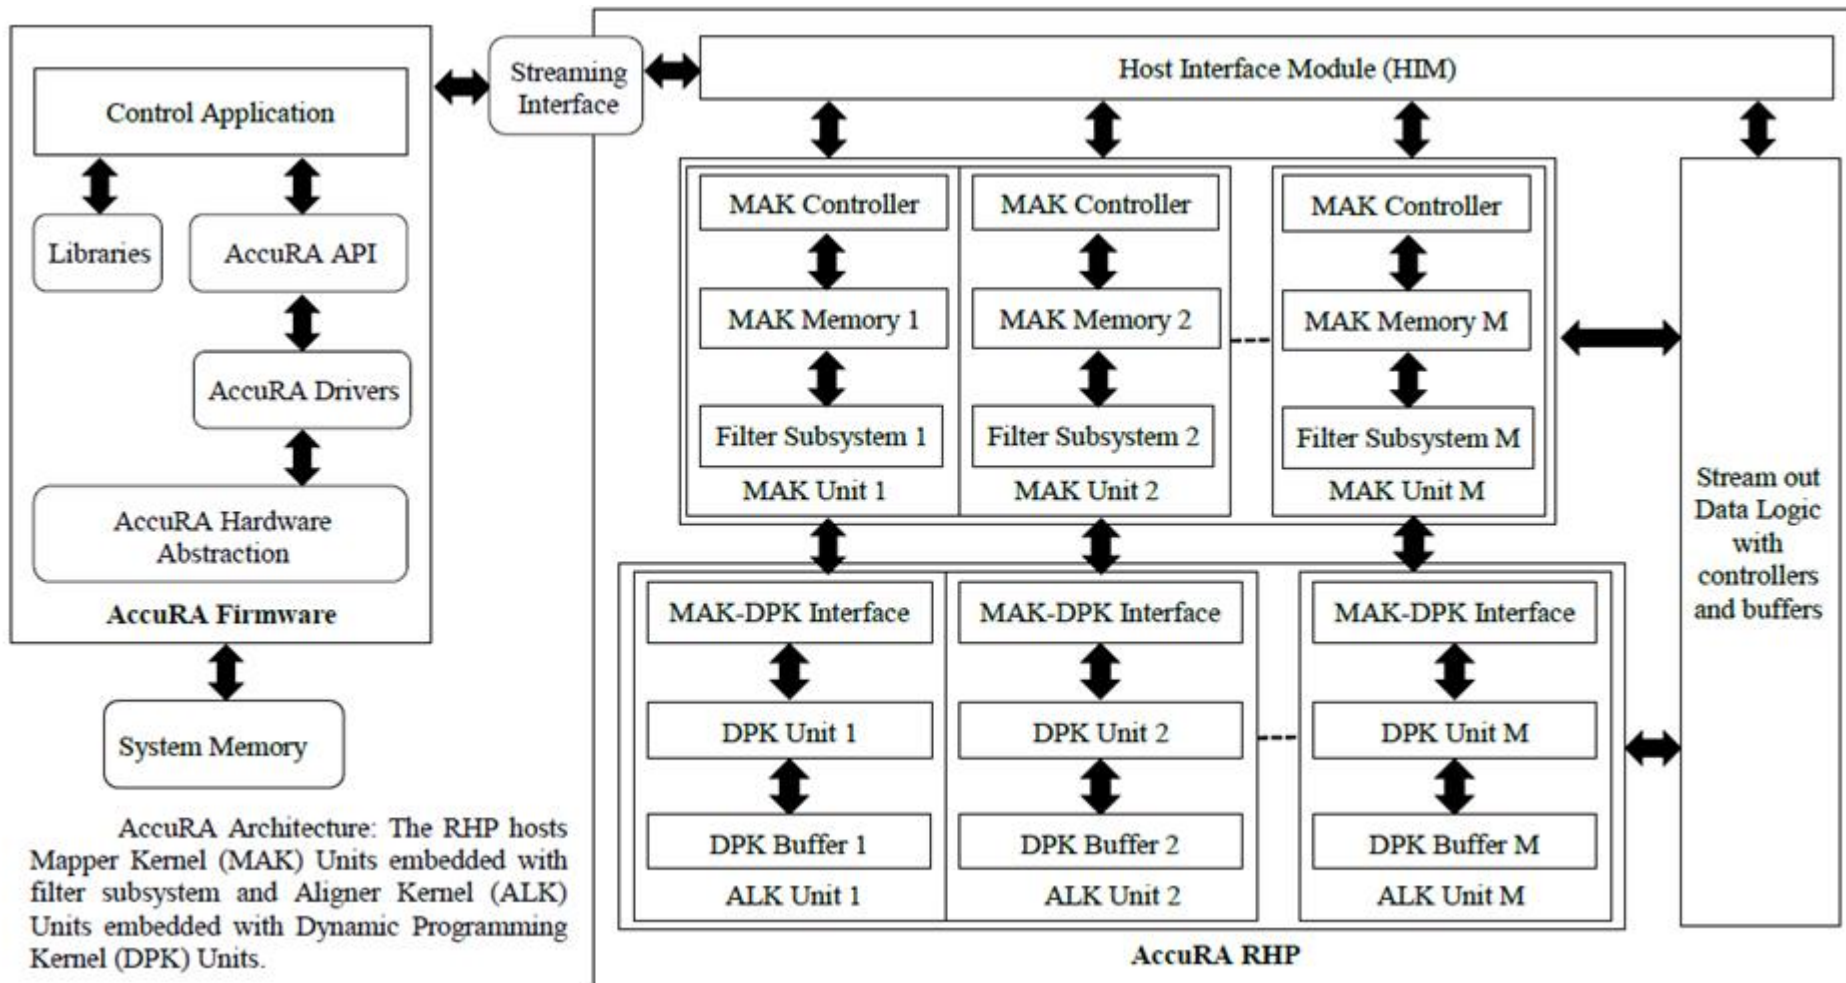 Control Application
Libraries
AccuRA API
AccuRA Drivers
AccuRA Hardware
Abstraction
AccuRA Firmware
System Memory
AccuRA Architecture: The RHP hosts
Mapper Kernel (MAK) Units embedded with
filter subsystem and Aligner Kernel (ALK)
Units embedded with Dynamic Programming
Kernel (DPK) Units.
Streaming
Interface
Host Interface Module (HIM)
MAK Controller
MAK Memory 1
Filter Subsystem 1
MAK Unit 1
MAK Controller
MAK Memory 2
Filter Subsystem 2
MAK Unit 2
MAK Controller
MAK Memory M
Filter Subsystem M
MAK Unit M
MAK-DPK Interface
DPK Unit 1
DPK Buffer 1
ALK Unit 1
MAK-DPK Interface
DPK Unit 2
DPK Buffer 2
ALK Unit 2
MAK-DPK Interface
DPK Unit M
DPK Buffer M
ALK Unit M
Stream out
Data Logic
with
controllers
and buffers
AccuRA RHP